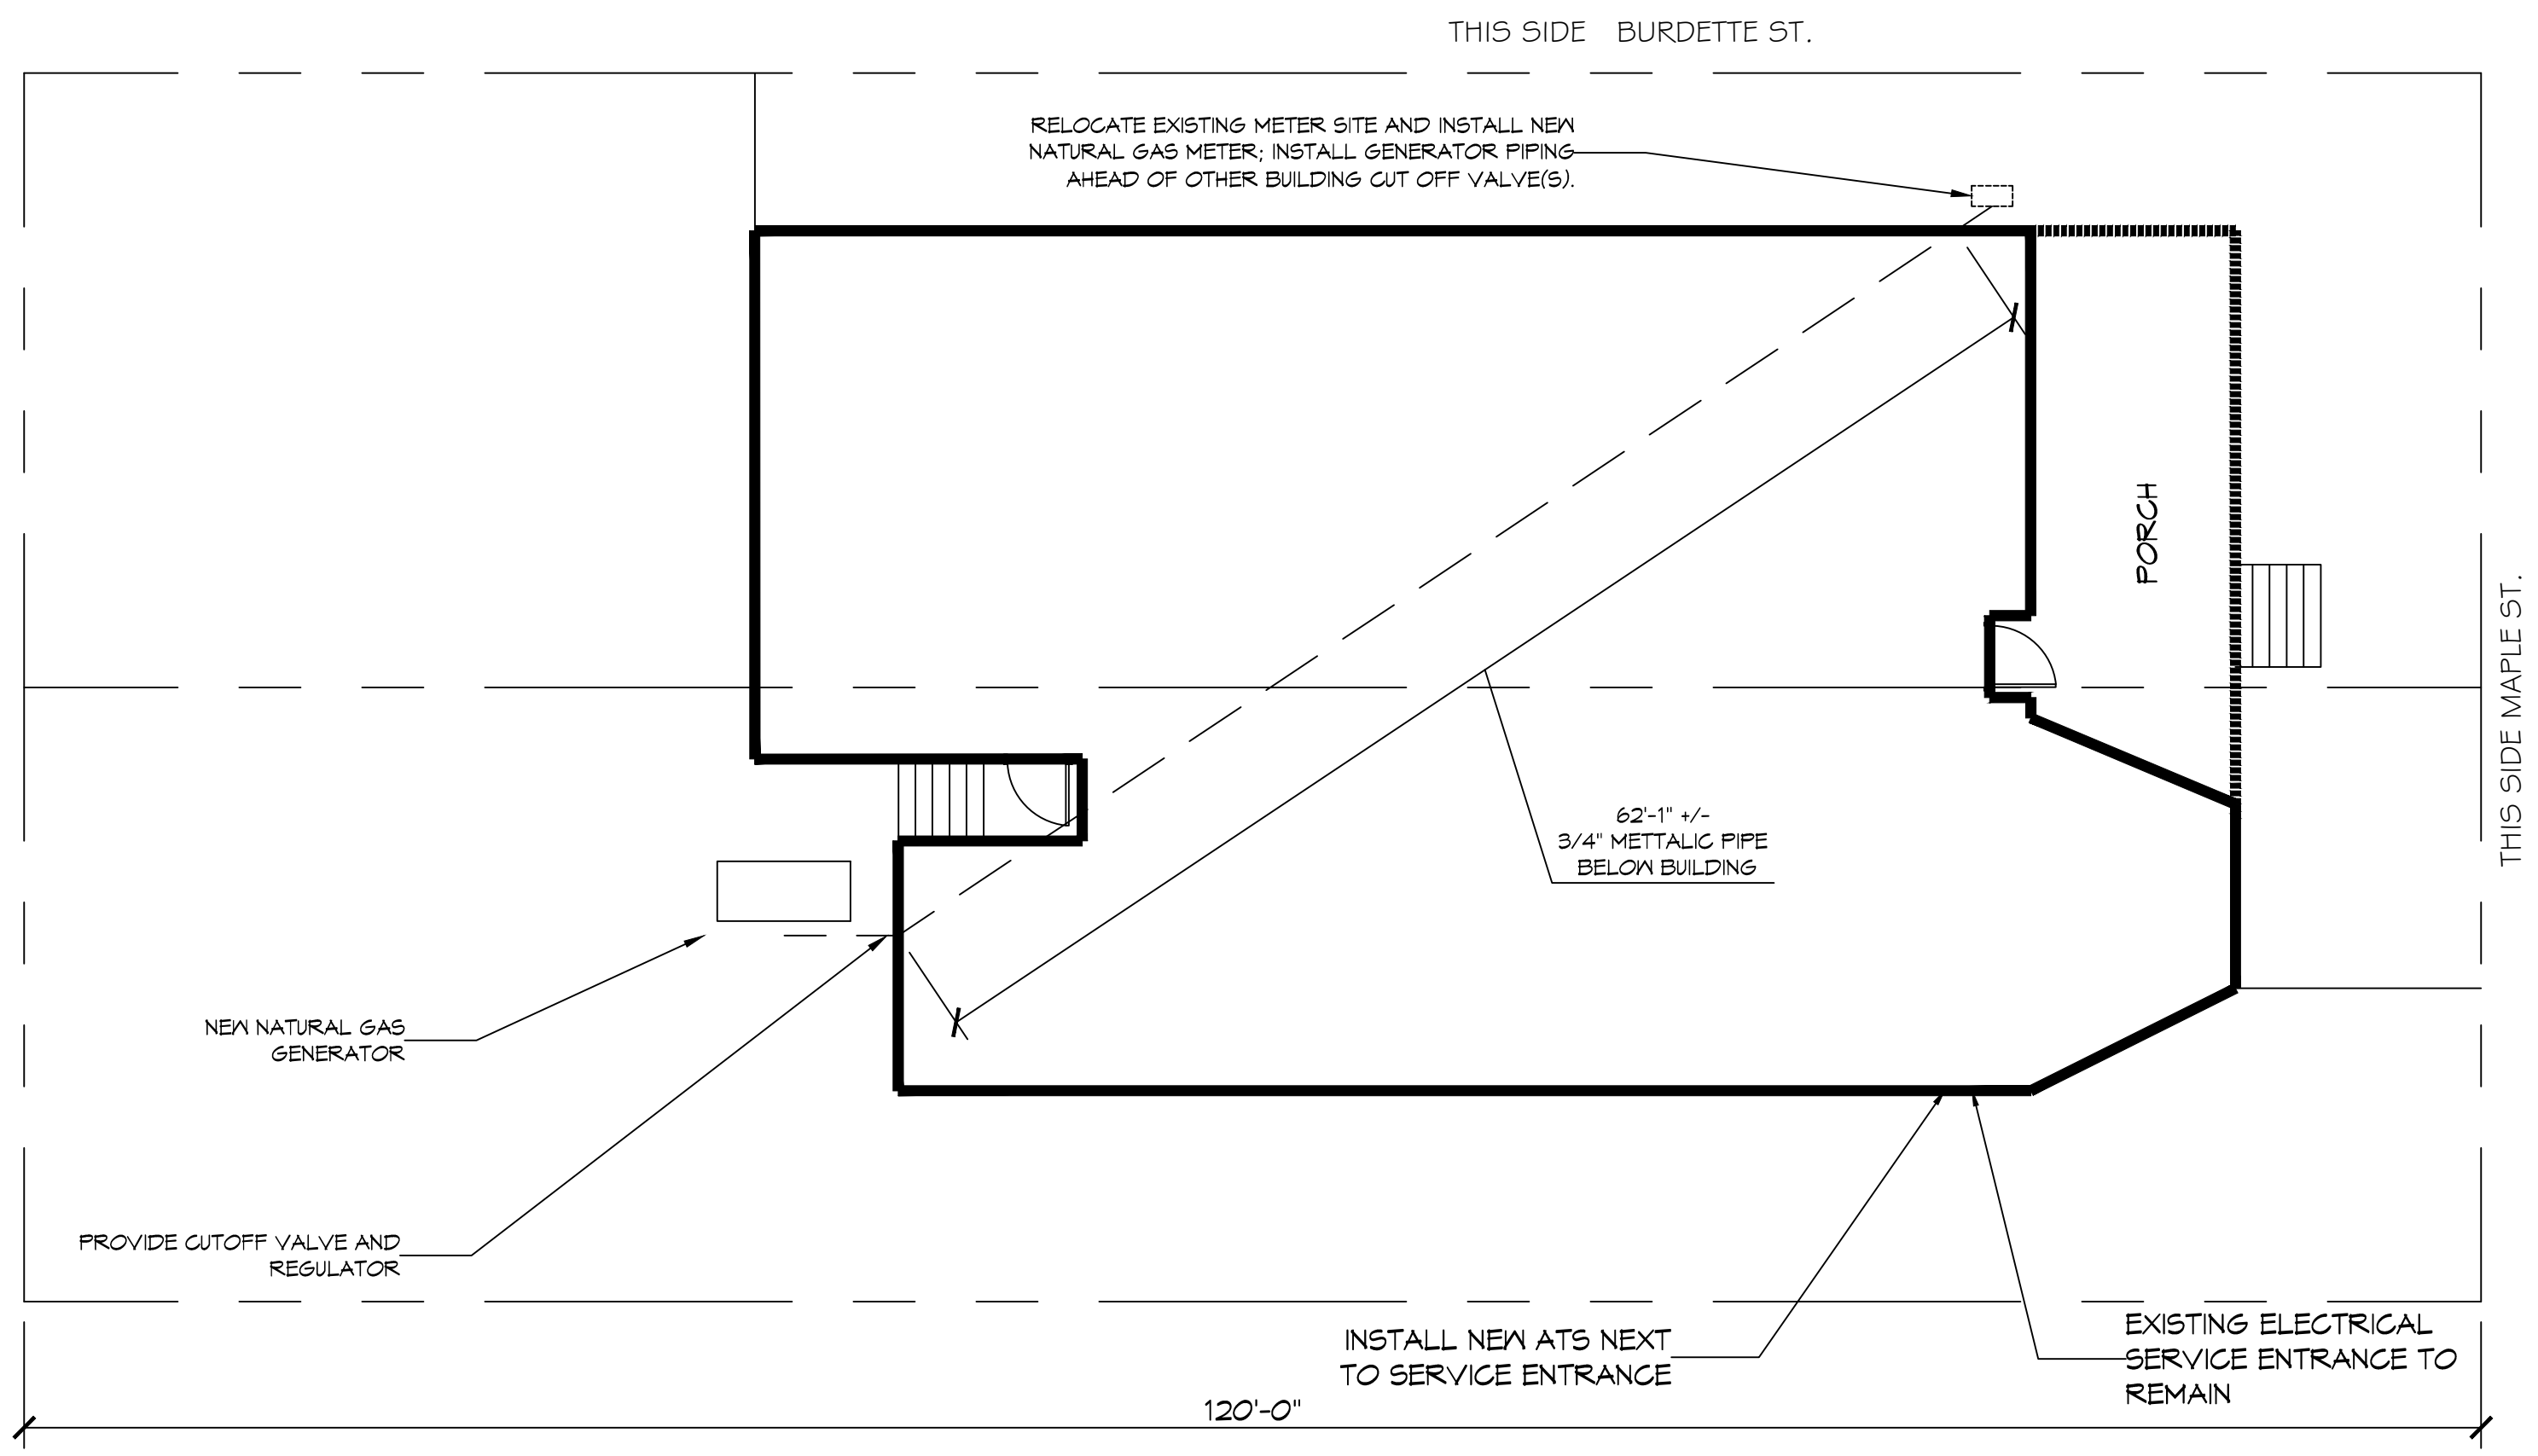 THIS SIDE BURDETTE ST.
RELOCATE EXISTING METER SITE AND INSTALL NEW
NATURAL GAS METER; INSTALL GENERATOR PIPING
AHEAD OF OTHER BUILDING CUT OFF VALVE(S).
PORCH
THIS SIDE MAPLE ST.
62'-1" +/-
3/4" METTALIC PIPE
BELOW BUILDING
NEW NATURAL GAS
GENERATOR
PROVIDE CUTOFF VALVE AND
REGULATOR
INSTALL NEW ATS NEXT
TO SERVICE ENTRANCE
EXISTING ELECTRICAL
SERVICE ENTRANCE TO
REMAIN
120'-0"